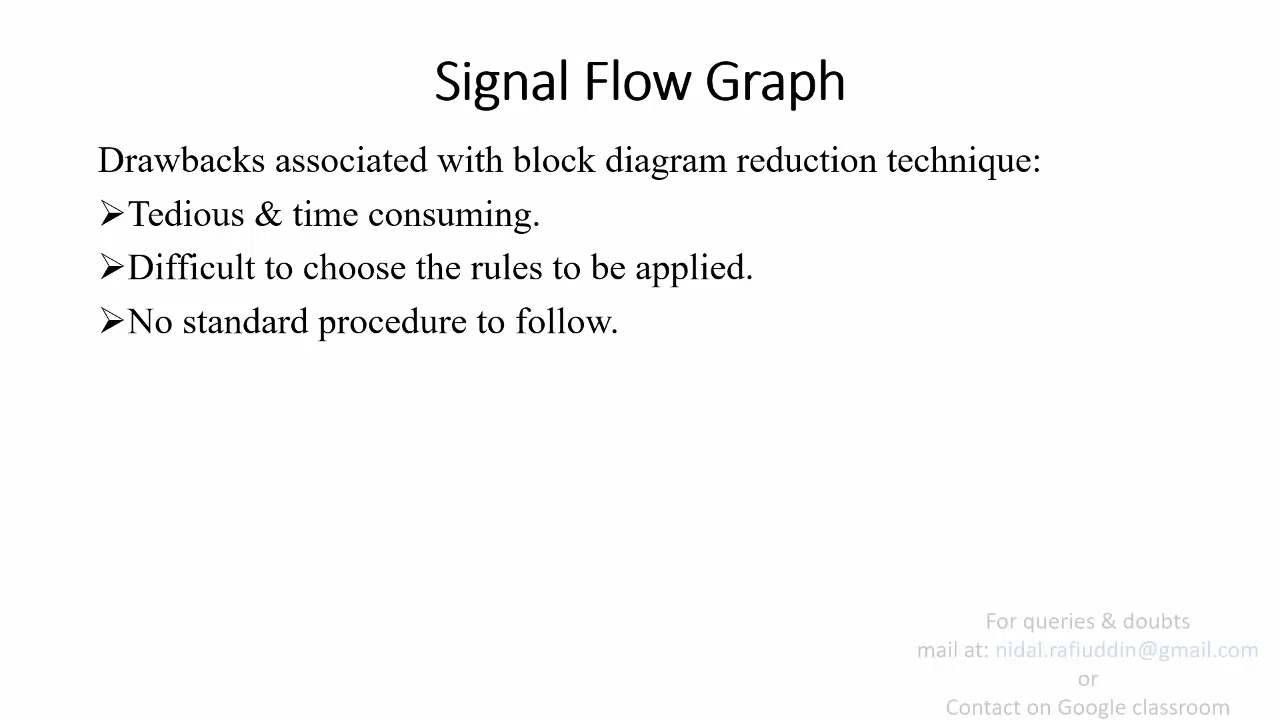 Signal Flow Graph
Drawbacks associated with block diagram reduction technique:
➢Tedious & time consuming.
➢Difficult to choose the rules to be applied.
➢No standard procedure to follow.
For queries & doubts
mail at: nidal.rafiuddin@gmail.com
or
Contact on Google classroom